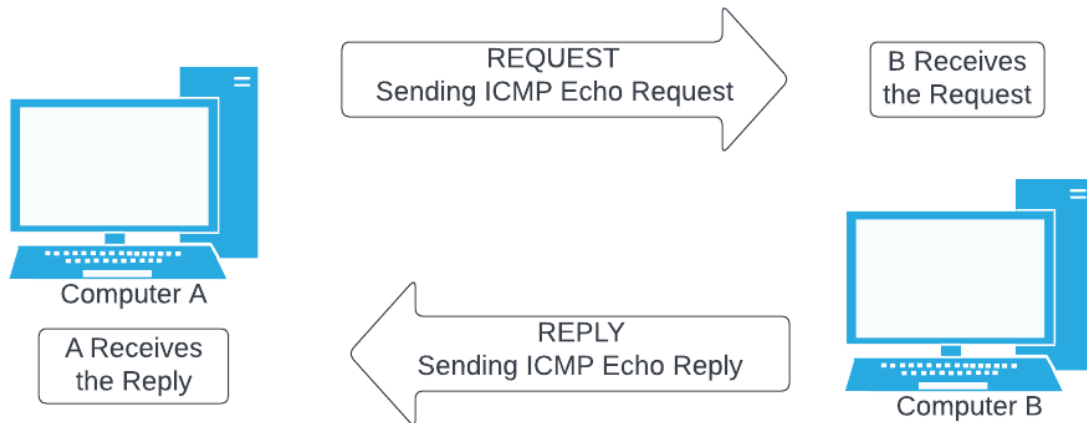 REQUEST
Sending ICMP Echo Request
B Receives
the Request
Computer A
A Receives
the Reply
REPLY
Sending ICMP Echo Reply
Computer B